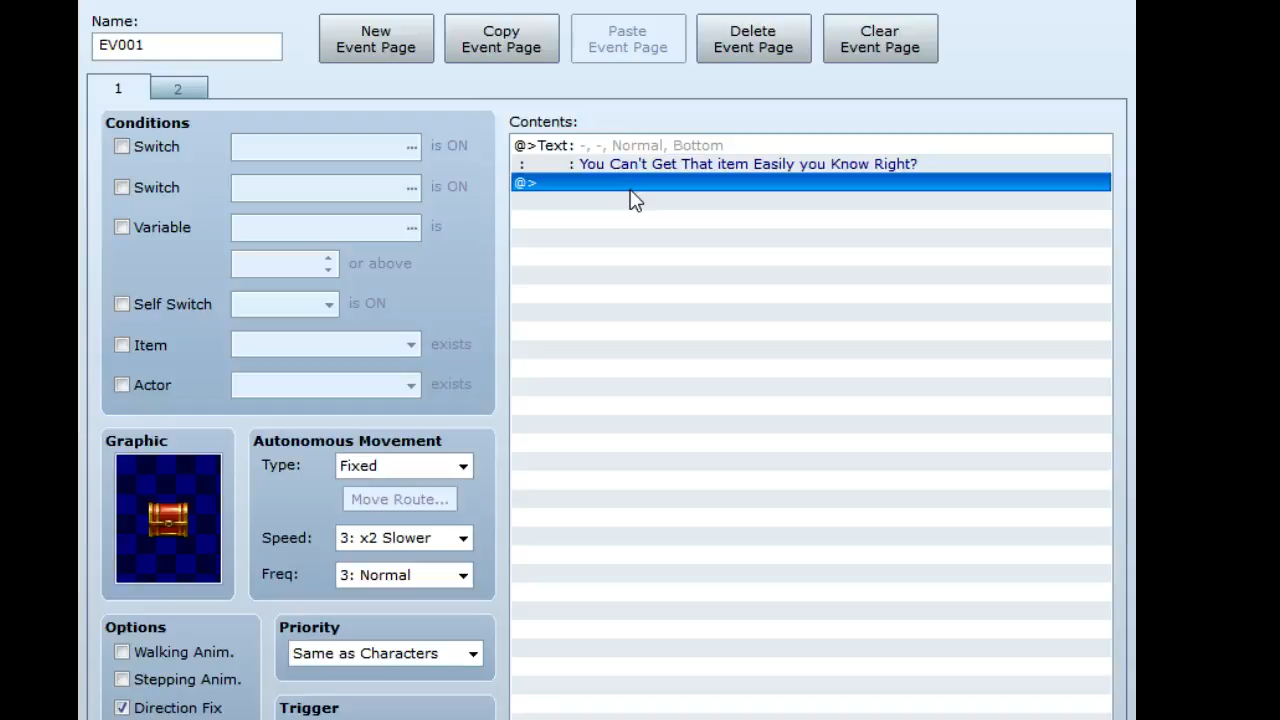 Name:
EV001
New
Event Page
Copy
Event Page
Paste
Event Page
Delete
Event Page
Clear
Event Page
1
2
Conditions
Switch ... is ON
Switch ... is ON
Variable ... is
or above
Self Switch is ON
Item exists
Actor exists
Graphic
Autonomous Movement
Type: Fixed
Move Route...
Speed: 3: x2 Slower
Freq: 3: Normal
Options
Walking Anim.
Stepping Anim.
Direction Fix
Priority
Same as Characters
Trigger
Contents:
@>Text: -, -, Normal, Bottom
: : You Can't Get That item Easily you Know Right?
@>